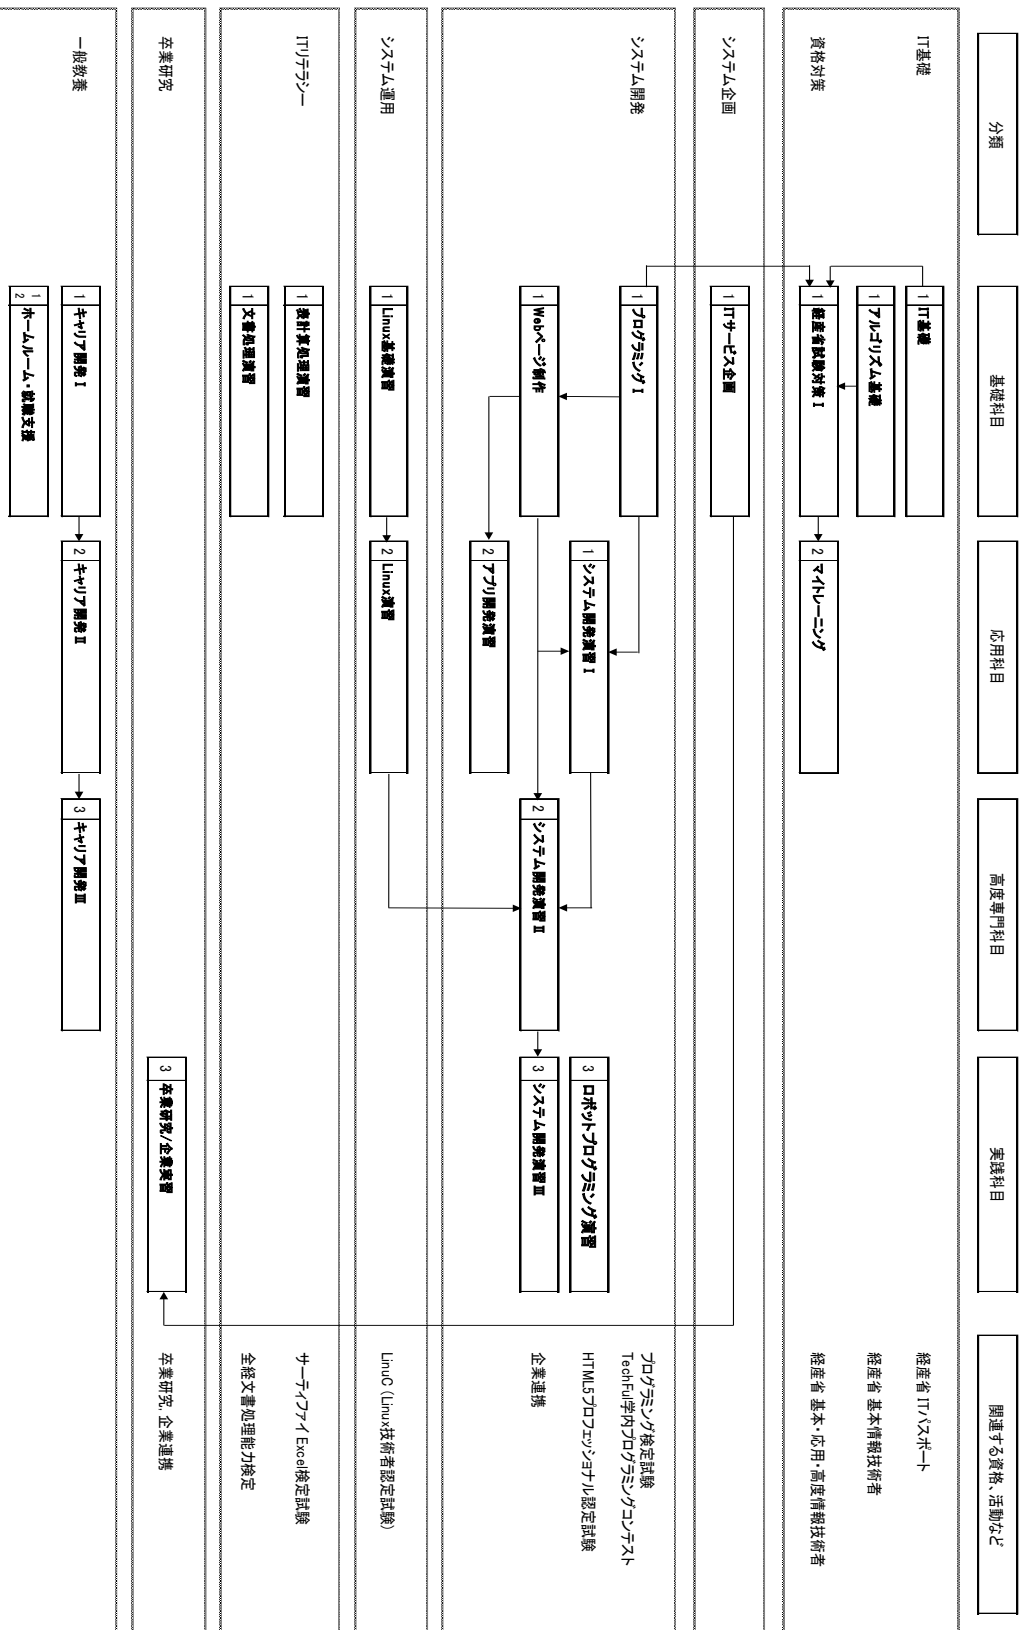 分類
基礎科目
応用科目
高度専門科目
実践科目
関連する資格、活動など
IT基礎
1 IT基礎
経産省 ITパスポート
1 アルゴリズム基礎
経産省 基本情報技術者
資格対策
1 経産省試験対策Ⅰ
2 マイトレーニング
経産省 基本・応用・高度情報技術者
システム企画
1 ITサービス企画
システム開発
1 プログラミングⅠ
プログラミング検定試験
TechFul学内プログラミングコンテスト
1 システム開発演習Ⅰ
3 ロボットプログラミング演習
HTML5プロフェッショナル認定試験
1 Webページ制作
2 システム開発演習Ⅱ
3 システム開発演習Ⅲ
企業連携
2 アプリ開発演習
システム運用
1 Linux基礎演習
2 Linux演習
LinuC (Linux技術者認定試験)
ITリテラシー
1 表計算処理演習
サーティファイ Excel検定試験
1 文書処理演習
全経文書処理能力検定
卒業研究
3 卒業研究/企業実習
卒業研究, 企業連携
一般教養
1 キャリア開発Ⅰ
2 キャリア開発Ⅱ
3 キャリア開発Ⅲ
1
2 ホームルーム・就職支援